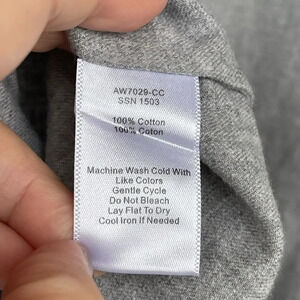 AW7029-CC
SSN 1503
100% Cotton
100% Coton
Machine Wash Cold With
Like Colors
Gentle Cycle
Do Not Bleach
Lay Flat To Dry
Cool Iron If Needed